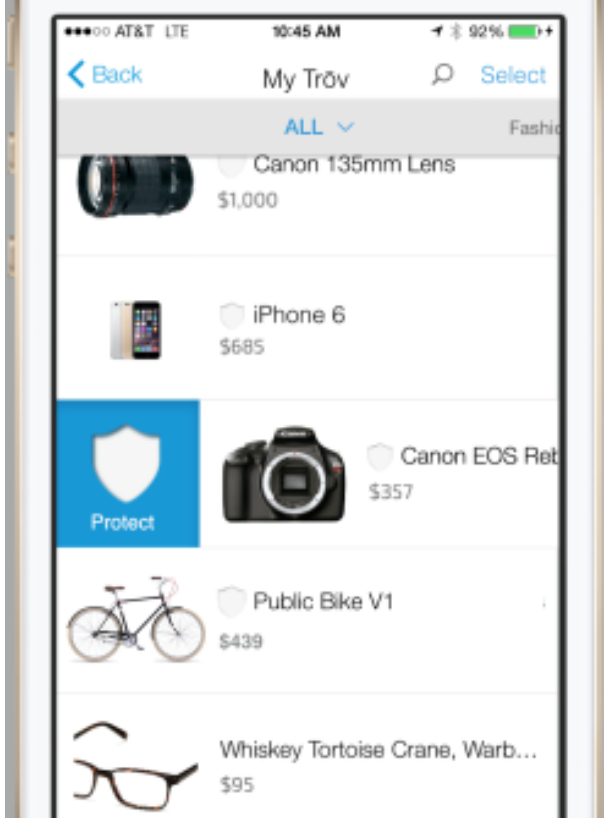 AT&T LTE 10:45 AM 92%
Back My Trōv Select
ALL Fashio
Canon 135mm Lens
$1,000
iPhone 6
$685
Protect
Canon EOS Reb
$357
Public Bike V1
$439
Whiskey Tortoise Crane, Warb...
$95